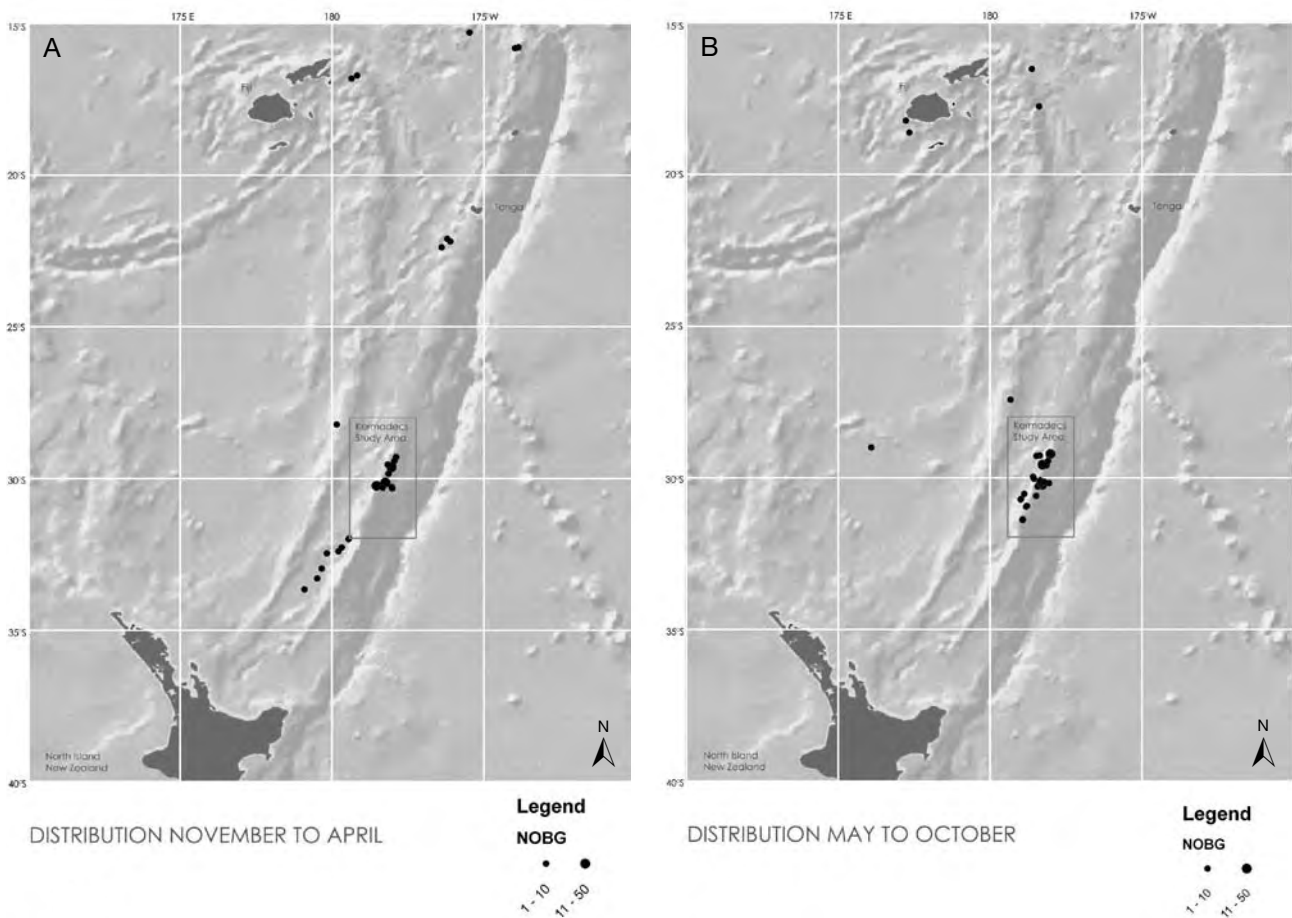 175 E 180 175W
15°S
A
Fiji
20°S
Tonga
25°S
Kermadecs
Study Area
30°S
35°S
North Island
New Zealand
N
40°S
DISTRIBUTION NOVEMBER TO APRIL
Legend
NOBG
1 - 10
11 - 50
175 E 180 175W
15°S
B
Fiji
20°S
Tonga
25°S
Kermadecs
Study Area
30°S
35°S
North Island
New Zealand
N
40°S
DISTRIBUTION MAY TO OCTOBER
Legend
NOBG
1 - 10
11 - 50